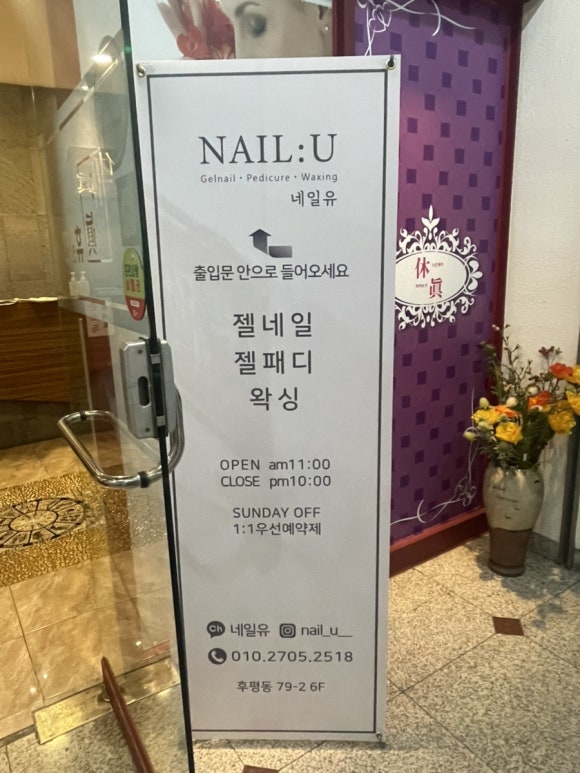 NAIL:U
Gelnail • Pedicure • Waxing
네일유
출입문 안으로 들어오세요
젤네일
젤패디
왁싱
OPEN am11:00
CLOSE pm10:00
SUNDAY OFF
1:1우선예약제
Ch 네일유 nail_u__
010.2705.2518
후평동 79-2 6F
休
眞